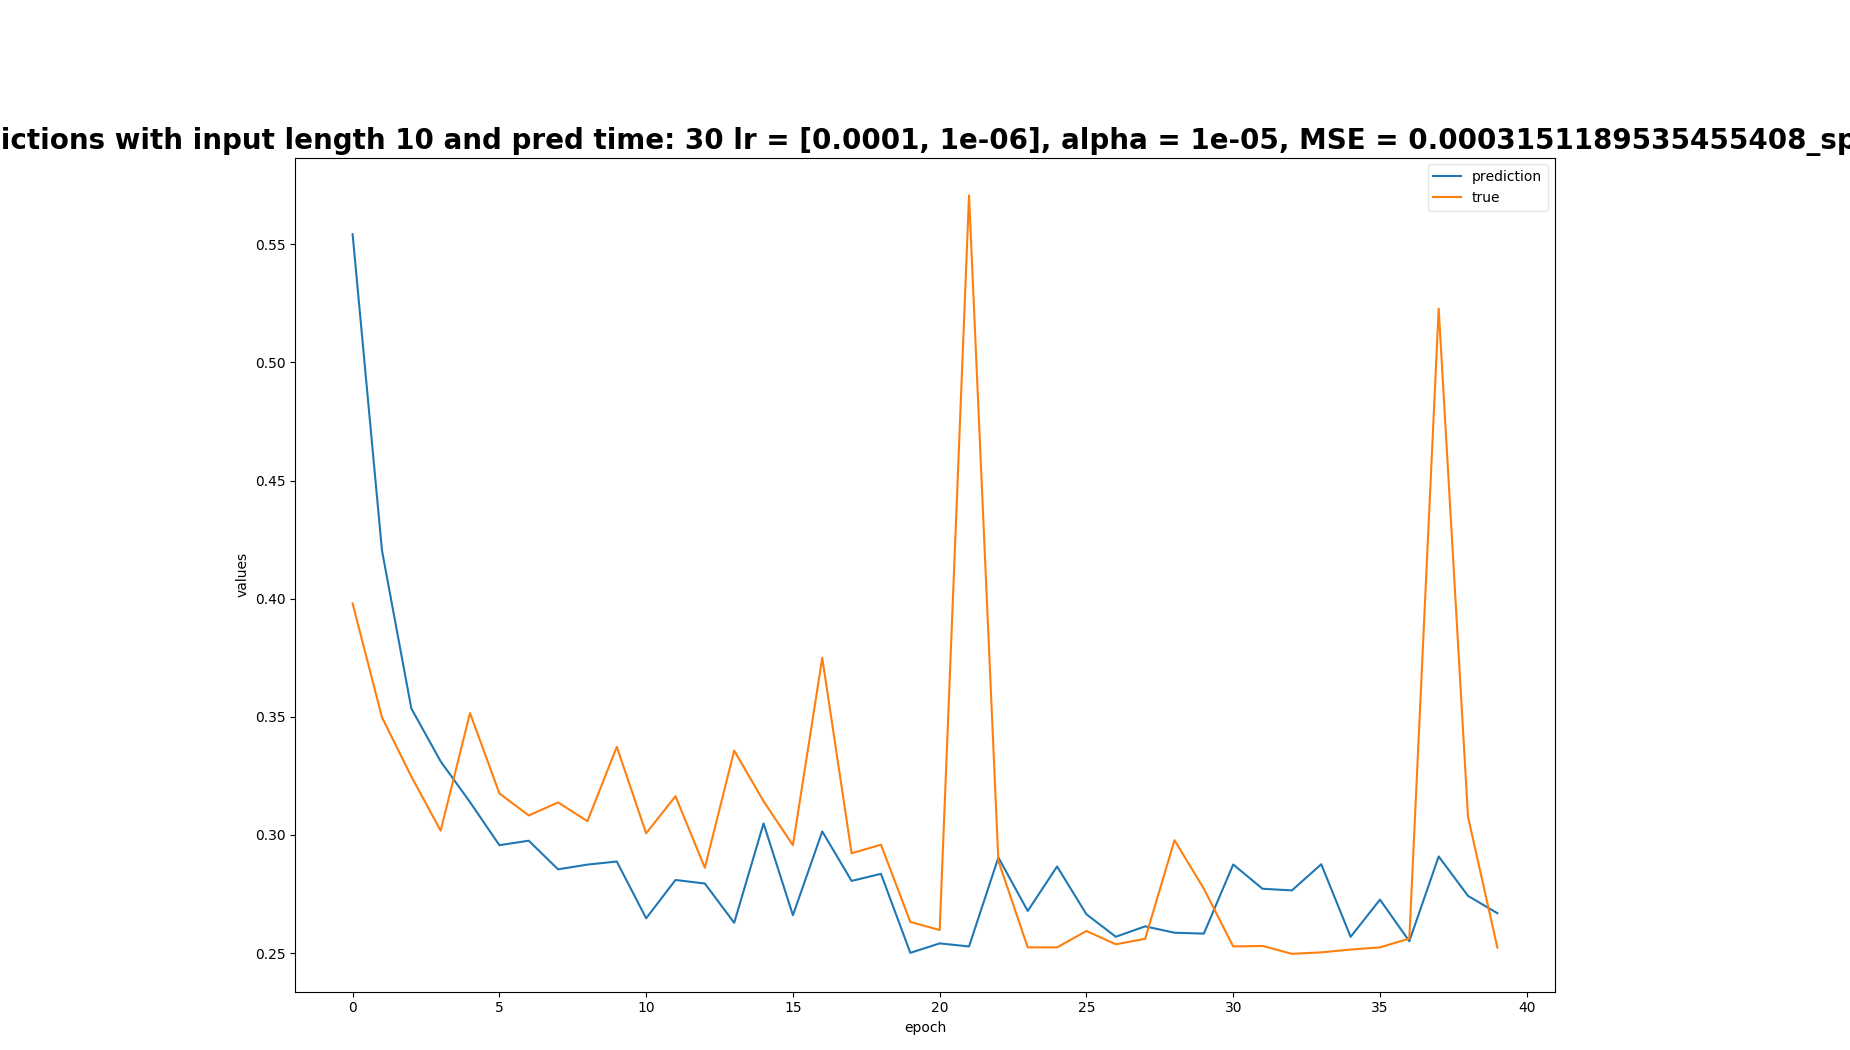 ictions with input length 10 and pred time: 30 lr = [0.0001, 1e-06], alpha = 1e-05, MSE = 0.0003151189535455408_sp
prediction
true
0.55
0.50
0.45
0.40
0.35
0.30
0.25
values
0 5 10 15 20 25 30 35 40
epoch